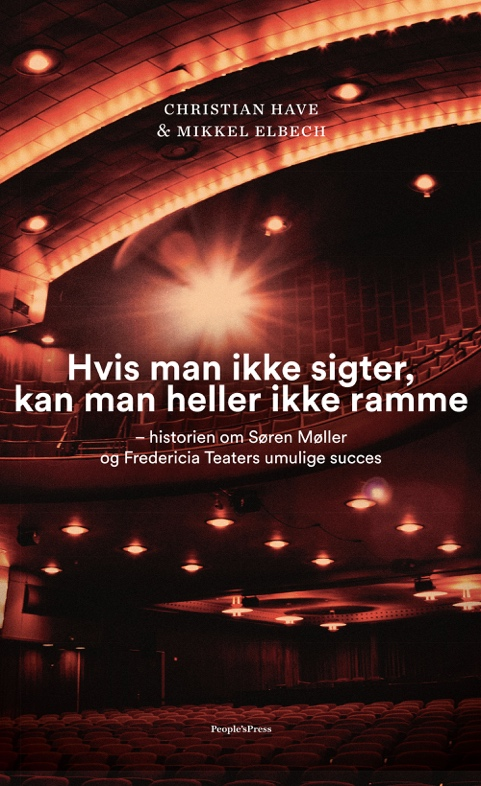 CHRISTIAN HAVE
& MIKKEL ELBECH
Hvis man ikke sigter,
kan man heller ikke ramme
– historien om Søren Møller
og Fredericia Teaters umulige succes
People'sPress